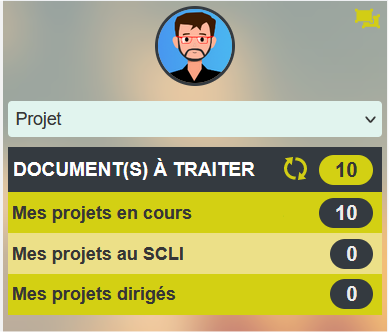 Projet
DOCUMENT(S) À TRAITER 10
Mes projets en cours 10
Mes projets au SCLI 0
Mes projets dirigés 0